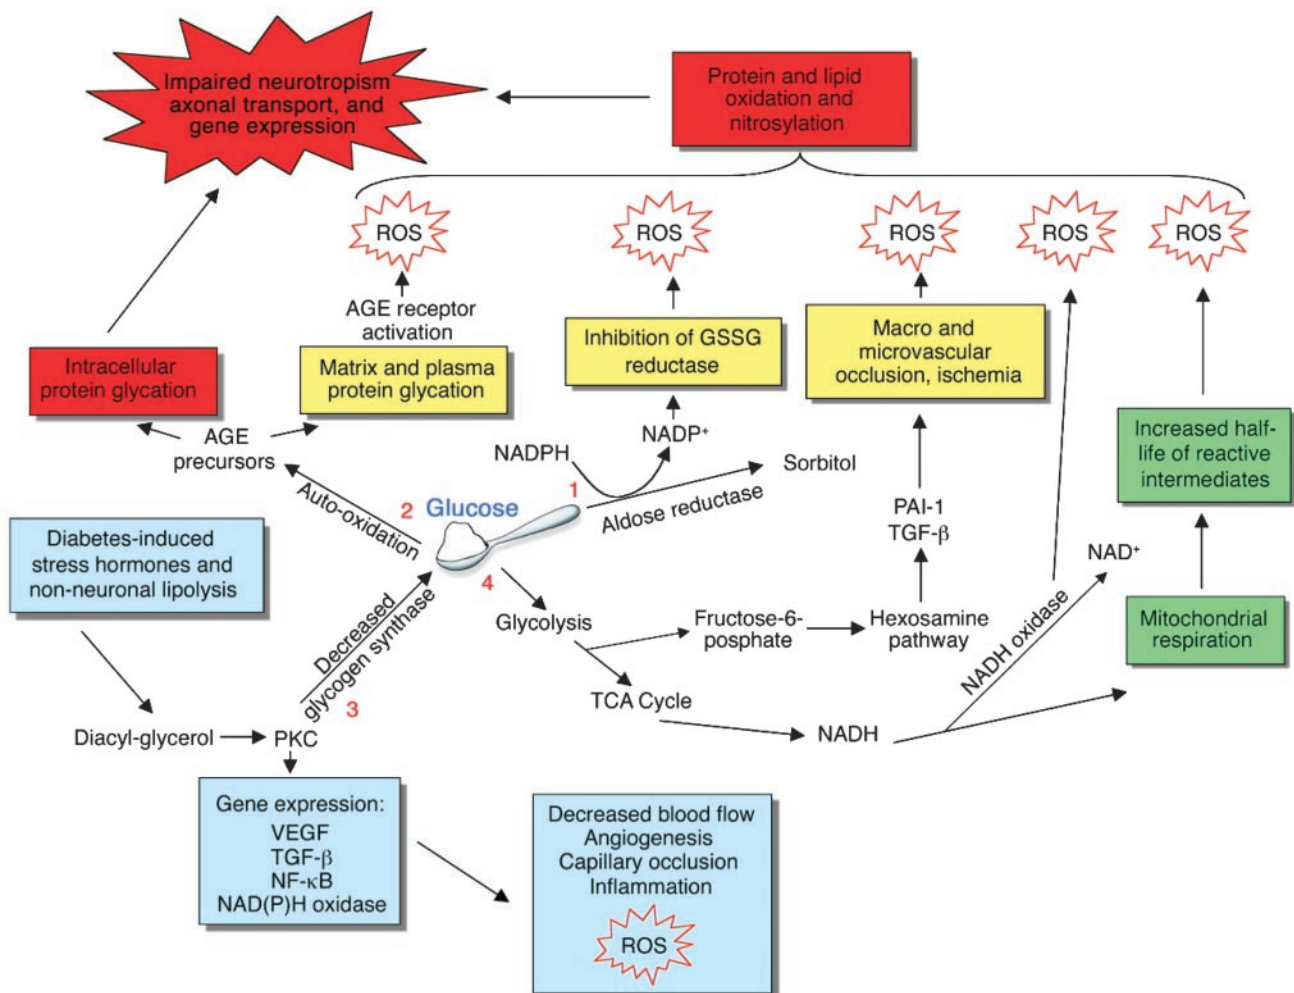 Impaired neurotropism
axonal transport, and
gene expression
Protein and lipid
oxidation and
nitrosylation
ROS
ROS
ROS
ROS
ROS
AGE receptor
activation
Intracellular
protein glycation
Matrix and plasma
protein glycation
Inhibition of GSSG
reductase
Macro and
microvascular
occlusion, ischemia
Increased half-
life of reactive
intermediates
AGE
precursors
NADPH
NADP⁺
Sorbitol
1
Aldose reductase
2
Glucose
Auto-oxidation
4
PAI-1
TGF-β
NAD⁺
Diabetes-induced
stress hormones and
non-neuronal lipolysis
Decreased
glycogen synthase
3
Glycolysis
Fructose-6-
posphate
Hexosamine
pathway
NADH oxidase
Mitochondrial
respiration
TCA Cycle
NADH
Diacyl-glycerol
PKC
Gene expression:
VEGF
TGF-β
NF-κB
NAD(P)H oxidase
Decreased blood flow
Angiogenesis
Capillary occlusion
Inflammation
ROS